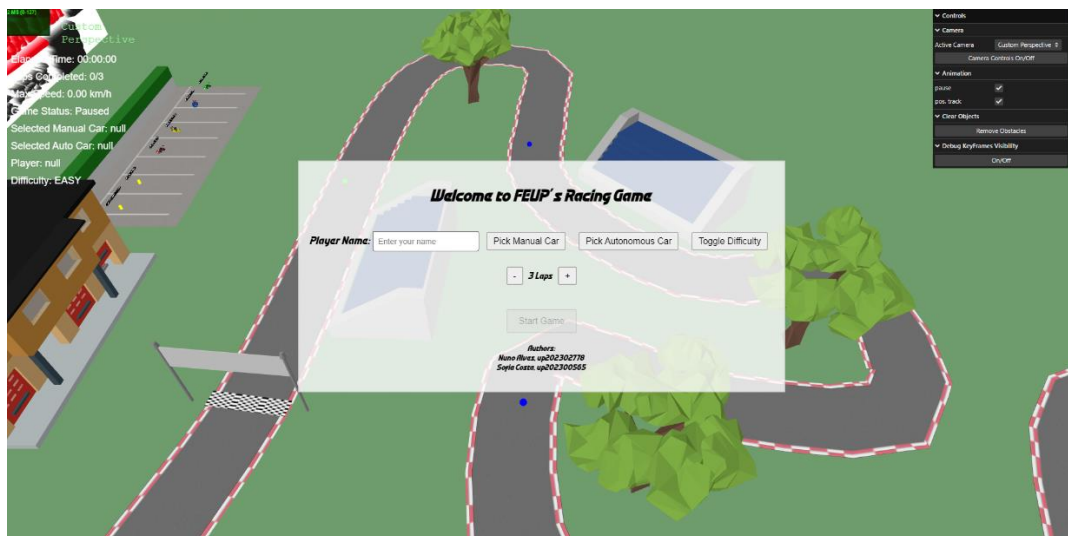 MS (0-127)
Custom
Perspective
Elapsed Time: 00:00:00
Laps Completed: 0/3
Max Speed: 0.00 km/h
Game Status: Paused
Selected Manual Car: null
Selected Auto Car: null
Player: null
Difficulty: EASY
Welcome to FEUP's Racing Game
Player Name: Enter your name Pick Manual Car Pick Autonomous Car Toggle Difficulty
- 3 Laps +
Start Game
Authors:
Nuno Alves, up202302778
Sofia Costa, up202300565
Controls
Camera
Active Camera Custom Perspective
Camera Controls On/Off
Animation
pause
pos. track
Clear Objects
Remove Obstacles
Debug KeyFrames Visibility
On/Off